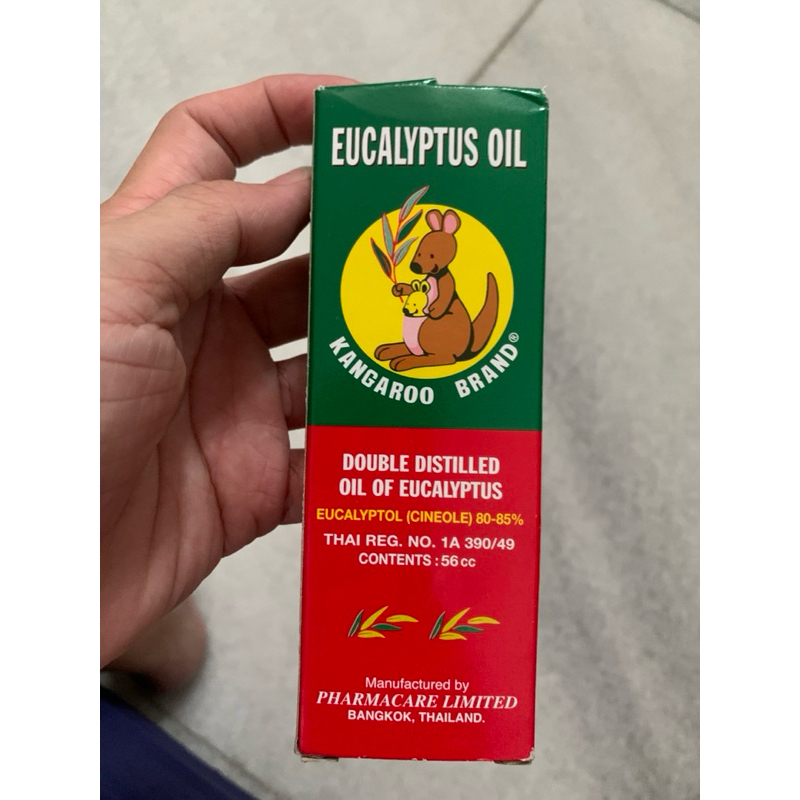 EUCALYPTUS OIL
KANGAROO BRAND®
DOUBLE DISTILLED
OIL OF EUCALYPTUS
EUCALYPTOL (CINEOLE) 80-85%
THAI REG. NO. 1A 390/49
CONTENTS : 56 cc
Manufactured by
PHARMACARE LIMITED
BANGKOK, THAILAND.